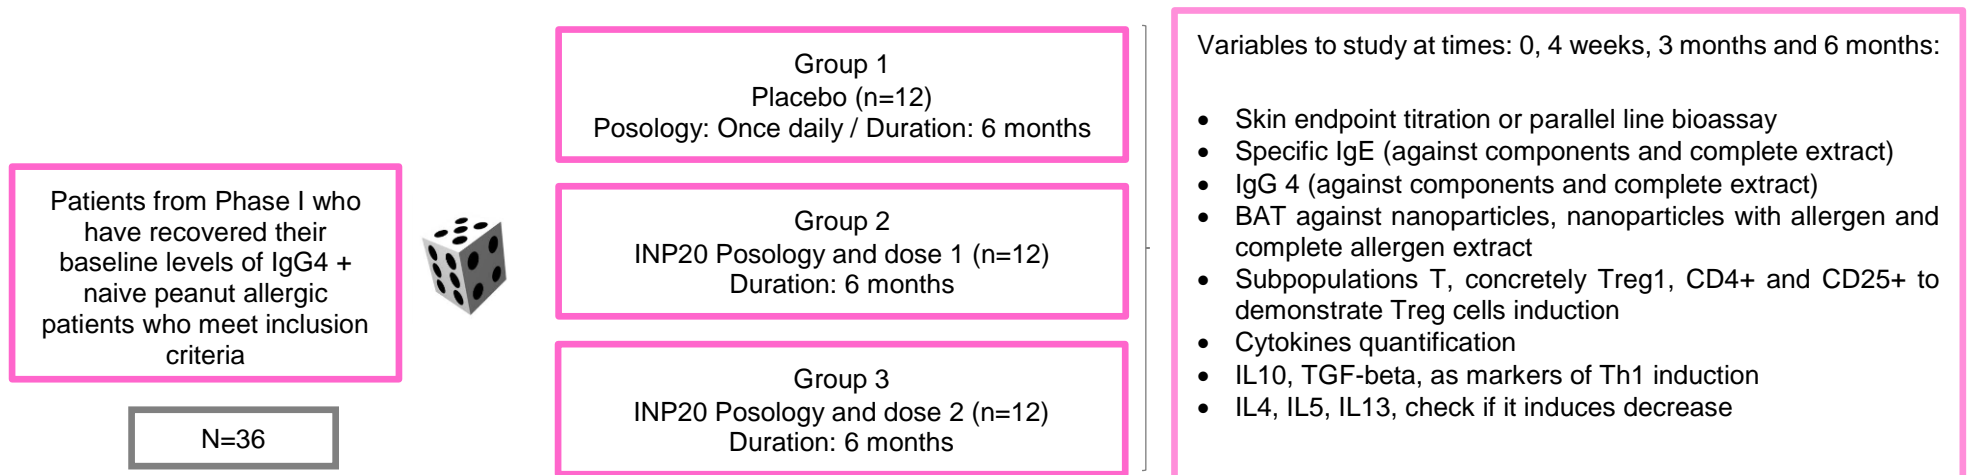 Patients from Phase I who
have recovered their
baseline levels of IgG4 +
naive peanut allergic
patients who meet inclusion
criteria
N=36
Group 1
Placebo (n=12)
Posology: Once daily / Duration: 6 months
Group 2
INP20 Posology and dose 1 (n=12)
Duration: 6 months
Group 3
INP20 Posology and dose 2 (n=12)
Duration: 6 months
Variables to study at times: 0, 4 weeks, 3 months and 6 months:
• Skin endpoint titration or parallel line bioassay
• Specific IgE (against components and complete extract)
• IgG 4 (against components and complete extract)
• BAT against nanoparticles, nanoparticles with allergen and
complete allergen extract
• Subpopulations T, concretely Treg1, CD4+ and CD25+ to
demonstrate Treg cells induction
• Cytokines quantification
• IL10, TGF-beta, as markers of Th1 induction
• IL4, IL5, IL13, check if it induces decrease